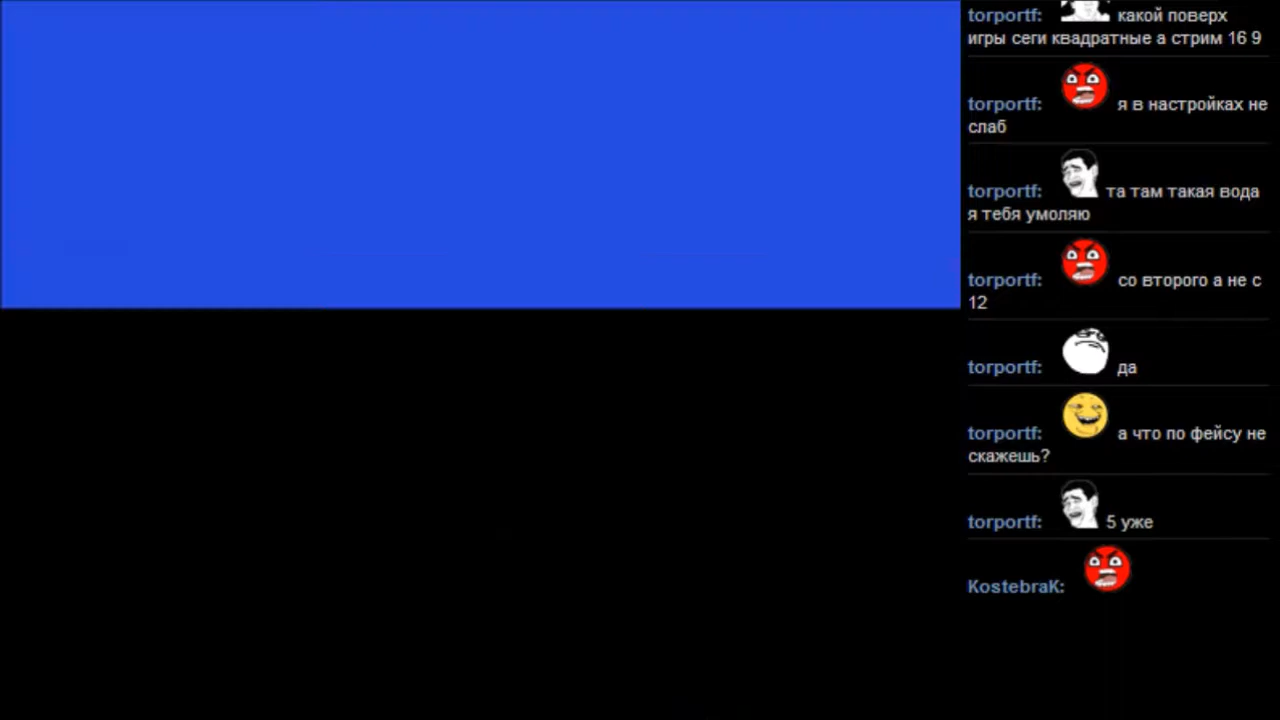 torportf: какой поверх
игры сеги квадратные а стрим 16 9
torportf: я в настройках не
слаб
torportf: та там такая вода
я тебя умоляю
torportf: со второго а не с
12
torportf: да
torportf: а что по фейсу не
скажешь?
torportf: 5 уже
KostebraK: